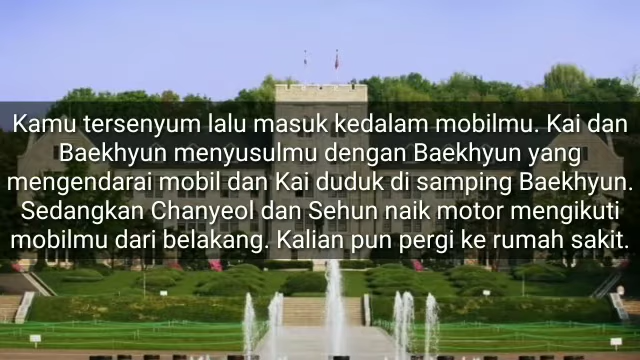 Kamu tersenyum lalu masuk kedalam mobilmu. Kai dan
Baekhyun menyusulmu dengan Baekhyun yang
mengendarai mobil dan Kai duduk di samping Baekhyun.
Sedangkan Chanyeol dan Sehun naik motor mengikuti
mobilmu dari belakang. Kalian pun pergi ke rumah sakit.